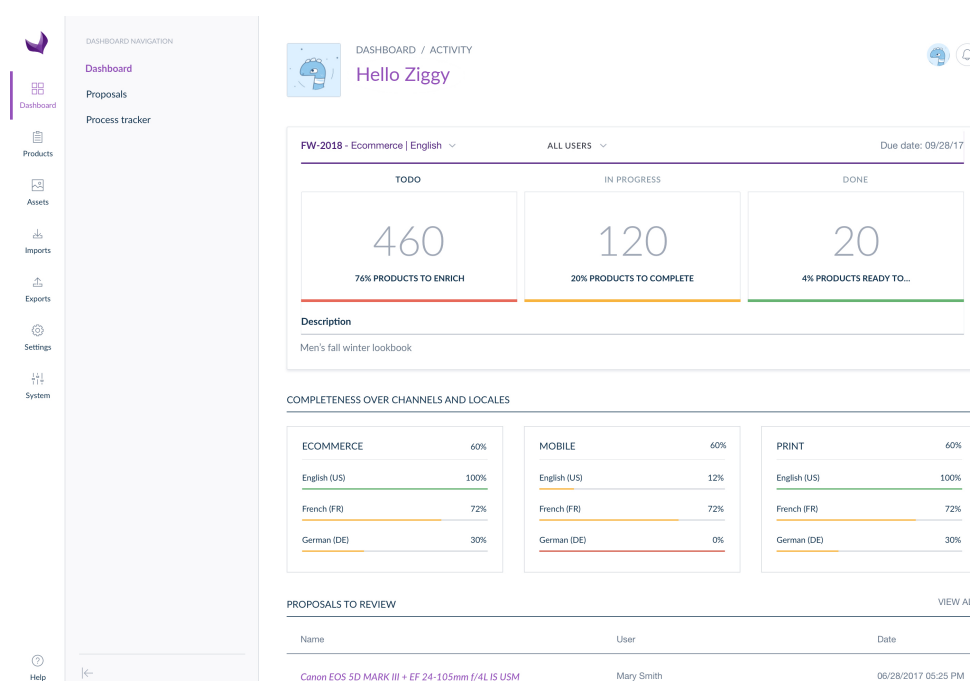 DASHBOARD NAVIGATION
Dashboard
Proposals
Process tracker
Dashboard
Products
Assets
Imports
Exports
Settings
System
Help
DASHBOARD / ACTIVITY
Hello Ziggy
FW-2018 - Ecommerce | English
ALL USERS
Due date: 09/28/17
TODO
IN PROGRESS
DONE
460
120
20
76% PRODUCTS TO ENRICH
20% PRODUCTS TO COMPLETE
4% PRODUCTS READY TO...
Description
Men's fall winter lookbook
COMPLETENESS OVER CHANNELS AND LOCALES
ECOMMERCE 60%
English (US) 100%
French (FR) 72%
German (DE) 30%
MOBILE 60%
English (US) 12%
French (FR) 72%
German (DE) 0%
PRINT 60%
English (US) 100%
French (FR) 72%
German (DE) 30%
PROPOSALS TO REVIEW
VIEW
Name User Date
Canon EOS 5D MARK III + EF 24-105mm f/4L IS USM Mary Smith 06/28/2017 05:25 PM